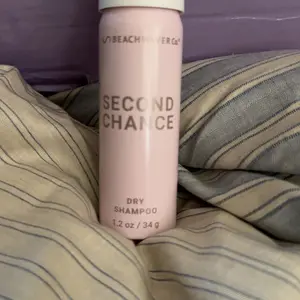 BEACHWAVER Co
SECOND
CHANCE
DRY
SHAMPOO
1.2 oz / 34 g